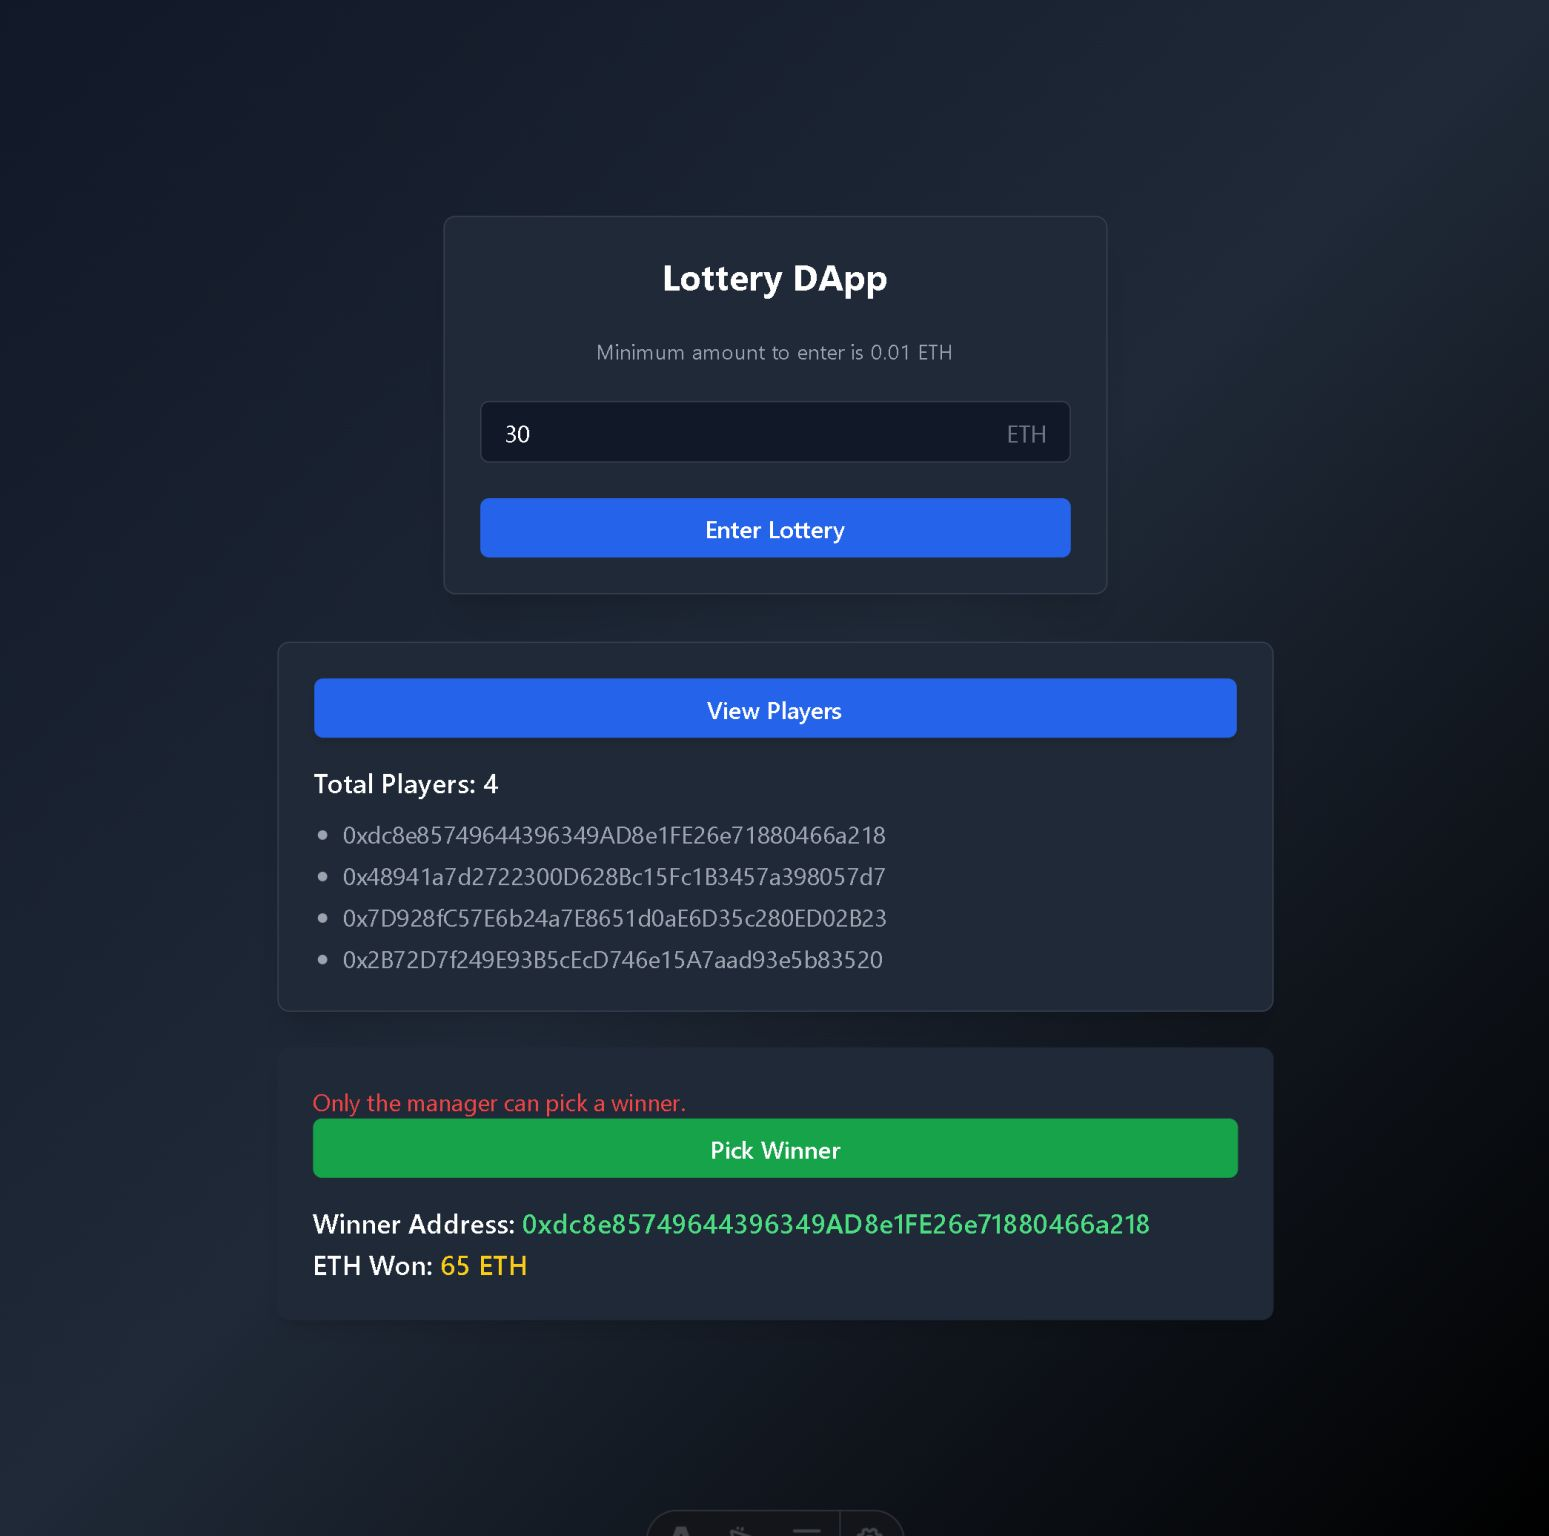 Lottery DApp
Minimum amount to enter is 0.01 ETH
30 ETH
Enter Lottery
View Players
Total Players: 4
0xdc8e85749644396349AD8e1FE26e71880466a218
0x48941a7d2722300D628Bc15Fc1B3457a398057d7
0x7D928fC57E6b24a7E8651d0aE6D35c280ED02B23
0x2B72D7f249E93B5cEcD746e15A7aad93e5b83520
Only the manager can pick a winner.
Pick Winner
Winner Address: 0xdc8e85749644396349AD8e1FE26e71880466a218
ETH Won: 65 ETH